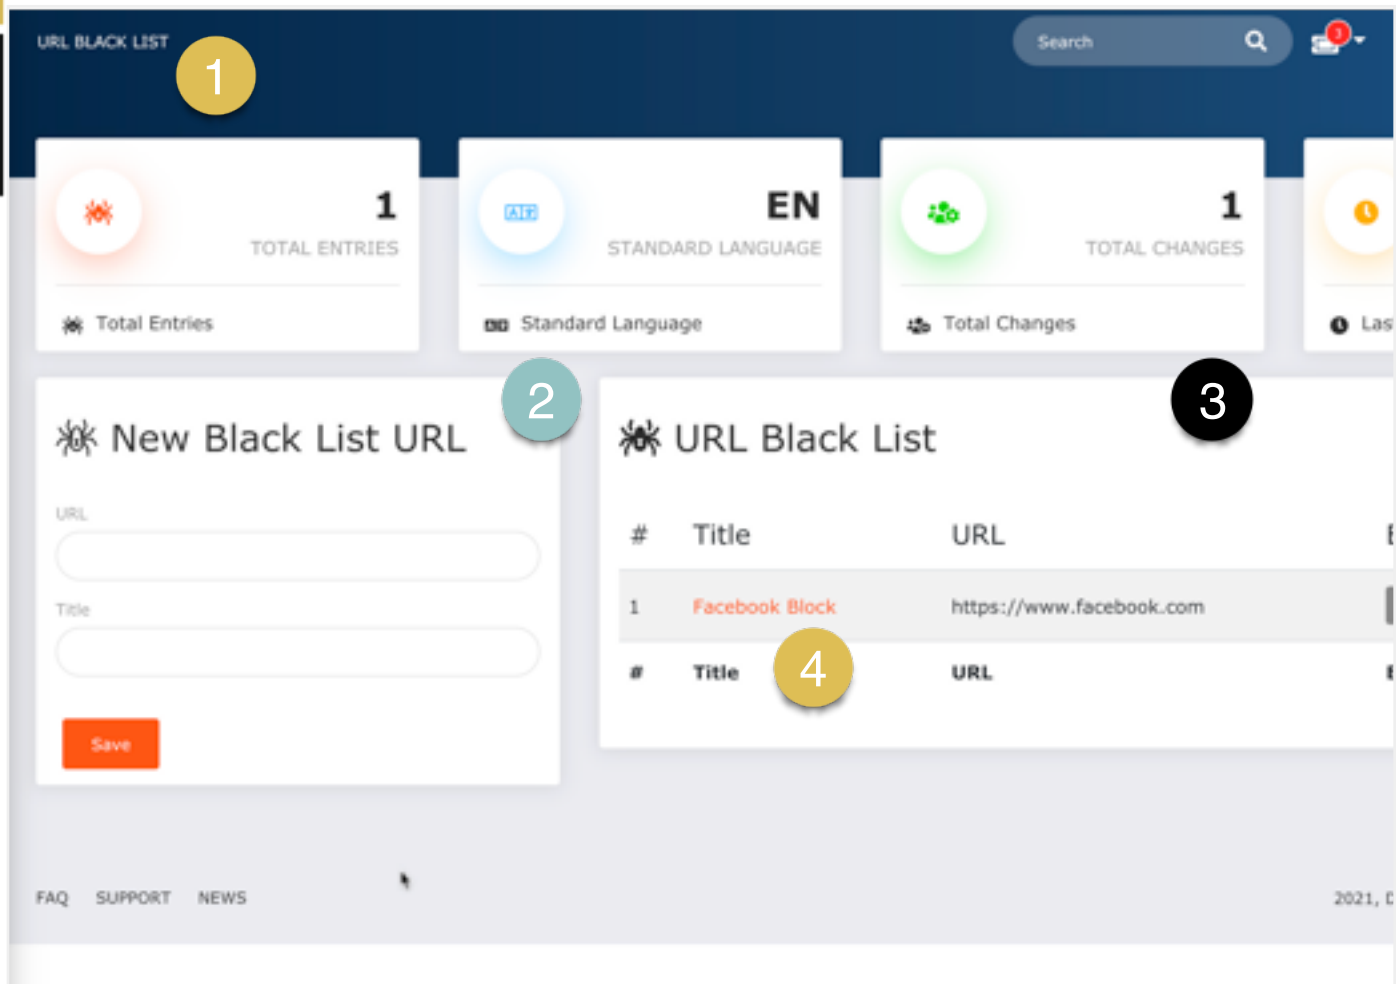 URL BLACK LIST
1
Search
3
1
TOTAL ENTRIES
Total Entries
EN
STANDARD LANGUAGE
Standard Language
1
TOTAL CHANGES
Total Changes
Las
2
3
New Black List URL
URL
Title
Save
URL Black List
# Title URL
1 Facebook Block https://www.facebook.com
4
# Title URL
FAQ SUPPORT NEWS
2021,